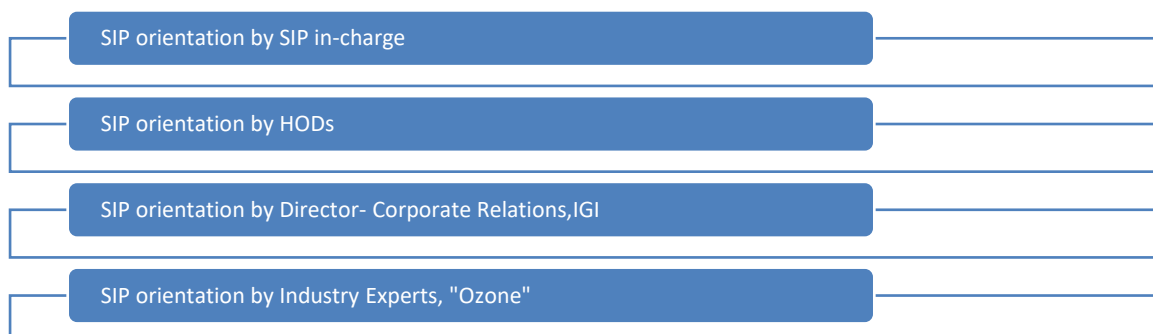 SIP orientation by SIP in-charge
SIP orientation by HODs
SIP orientation by Director- Corporate Relations,IGI
SIP orientation by Industry Experts, "Ozone"